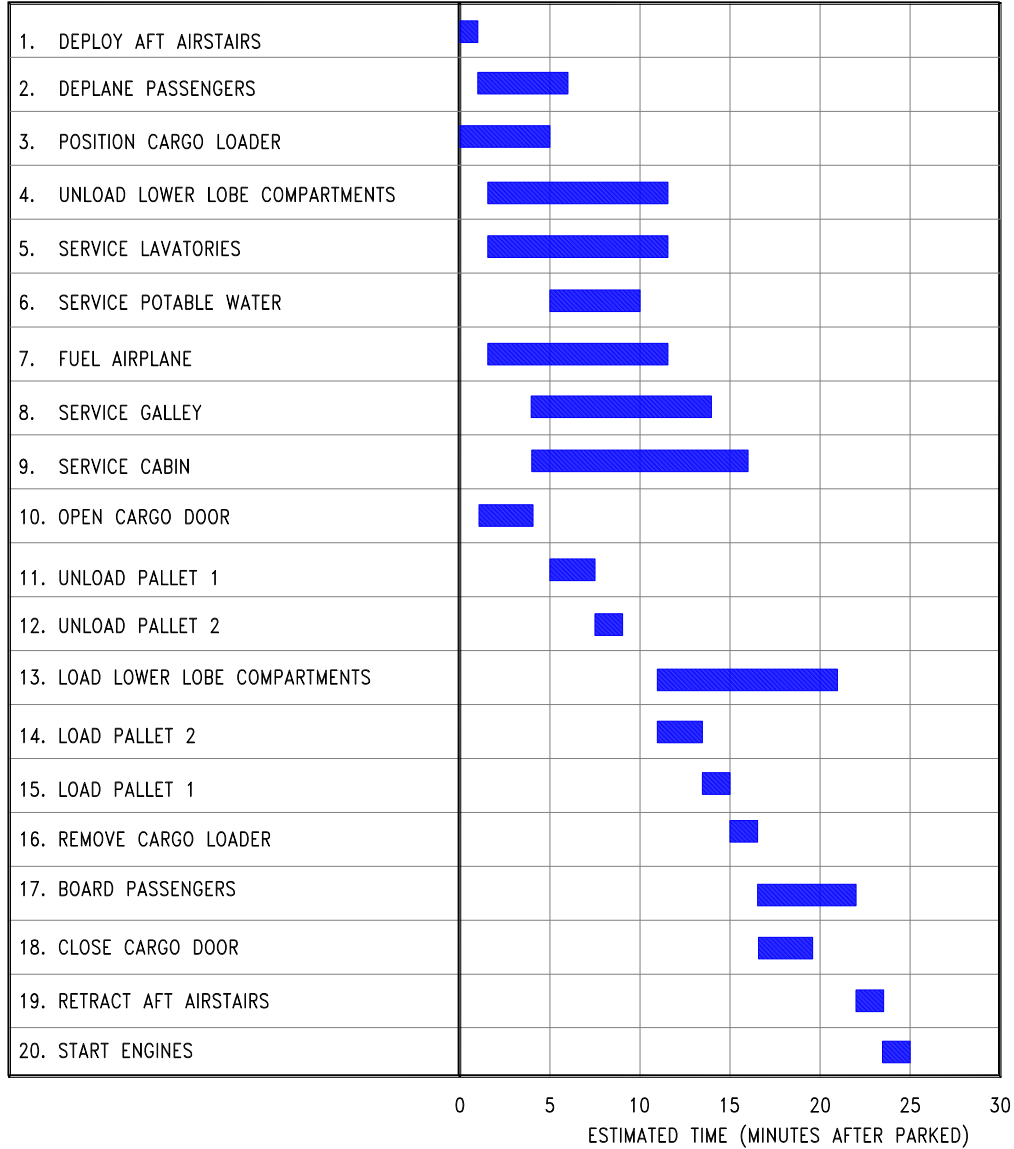 1. DEPLOY AFT AIRSTAIRS
2. DEPLANE PASSENGERS
3. POSITION CARGO LOADER
4. UNLOAD LOWER LOBE COMPARTMENTS
5. SERVICE LAVATORIES
6. SERVICE POTABLE WATER
7. FUEL AIRPLANE
8. SERVICE GALLEY
9. SERVICE CABIN
10. OPEN CARGO DOOR
11. UNLOAD PALLET 1
12. UNLOAD PALLET 2
13. LOAD LOWER LOBE COMPARTMENTS
14. LOAD PALLET 2
15. LOAD PALLET 1
16. REMOVE CARGO LOADER
17. BOARD PASSENGERS
18. CLOSE CARGO DOOR
19. RETRACT AFT AIRSTAIRS
20. START ENGINES
0 5 10 15 20 25 30
ESTIMATED TIME (MINUTES AFTER PARKED)